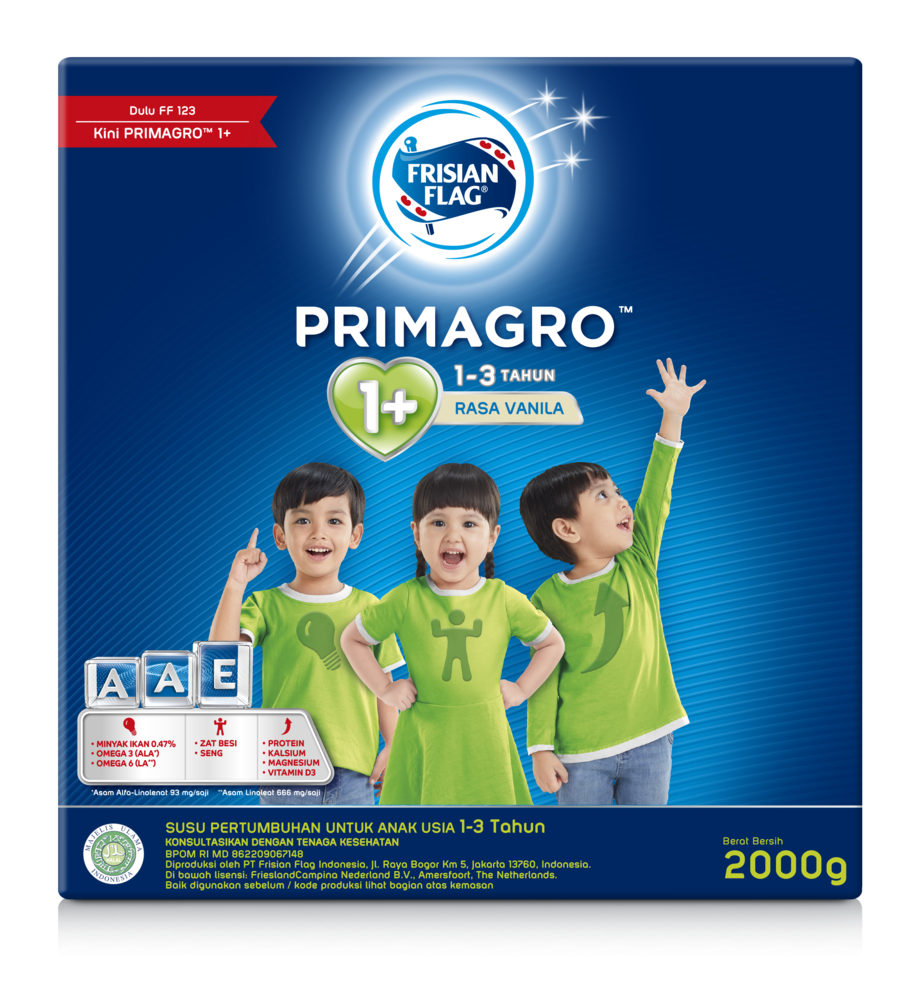 Dulu FF 123
Kini PRIMAGRO™ 1+
FRISIAN
FLAG®
PRIMAGRO™
1+
1-3 TAHUN
RASA VANILA
A A E
• MINYAK IKAN 0.47%
• OMEGA 3 (ALA*)
• OMEGA 6 (LA**)
• ZAT BESI
• SENG
• PROTEIN
• KALSIUM
• MAGNESIUM
• VITAMIN D3
*Asam Alfa-Linolenat 93 mg/saji **Asam Linoleat 666 mg/saji
MAJELIS ULAMA
INDONESIA
SUSU PERTUMBUHAN UNTUK ANAK USIA 1-3 Tahun
KONSULTASIKAN DENGAN TENAGA KESEHATAN
BPOM RI MD 862209067148
Diproduksi oleh PT Frisian Flag Indonesia, Jl. Raya Bogor Km 5, Jakarta 13760, Indonesia.
Di bawah lisensi: FrieslandCampina Nederland B.V., Amersfoort, The Netherlands.
Baik digunakan sebelum / kode produksi lihat bagian atas kemasan
Berat Bersih
2000g